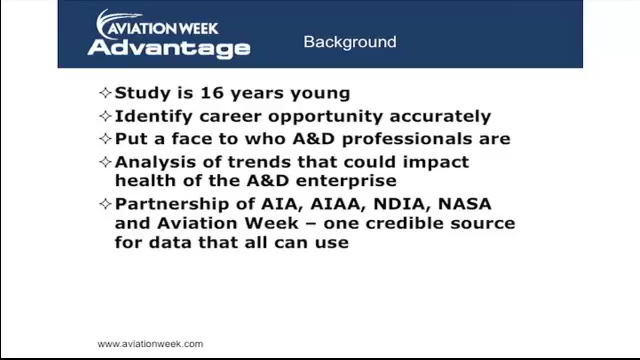 AVIATION WEEK
Advantage
Background
Study is 16 years young
Identify career opportunity accurately
Put a face to who A&D professionals are
Analysis of trends that could impact
health of the A&D enterprise
Partnership of AIA, AIAA, NDIA, NASA
and Aviation Week – one credible source
for data that all can use
www.aviationweek.com